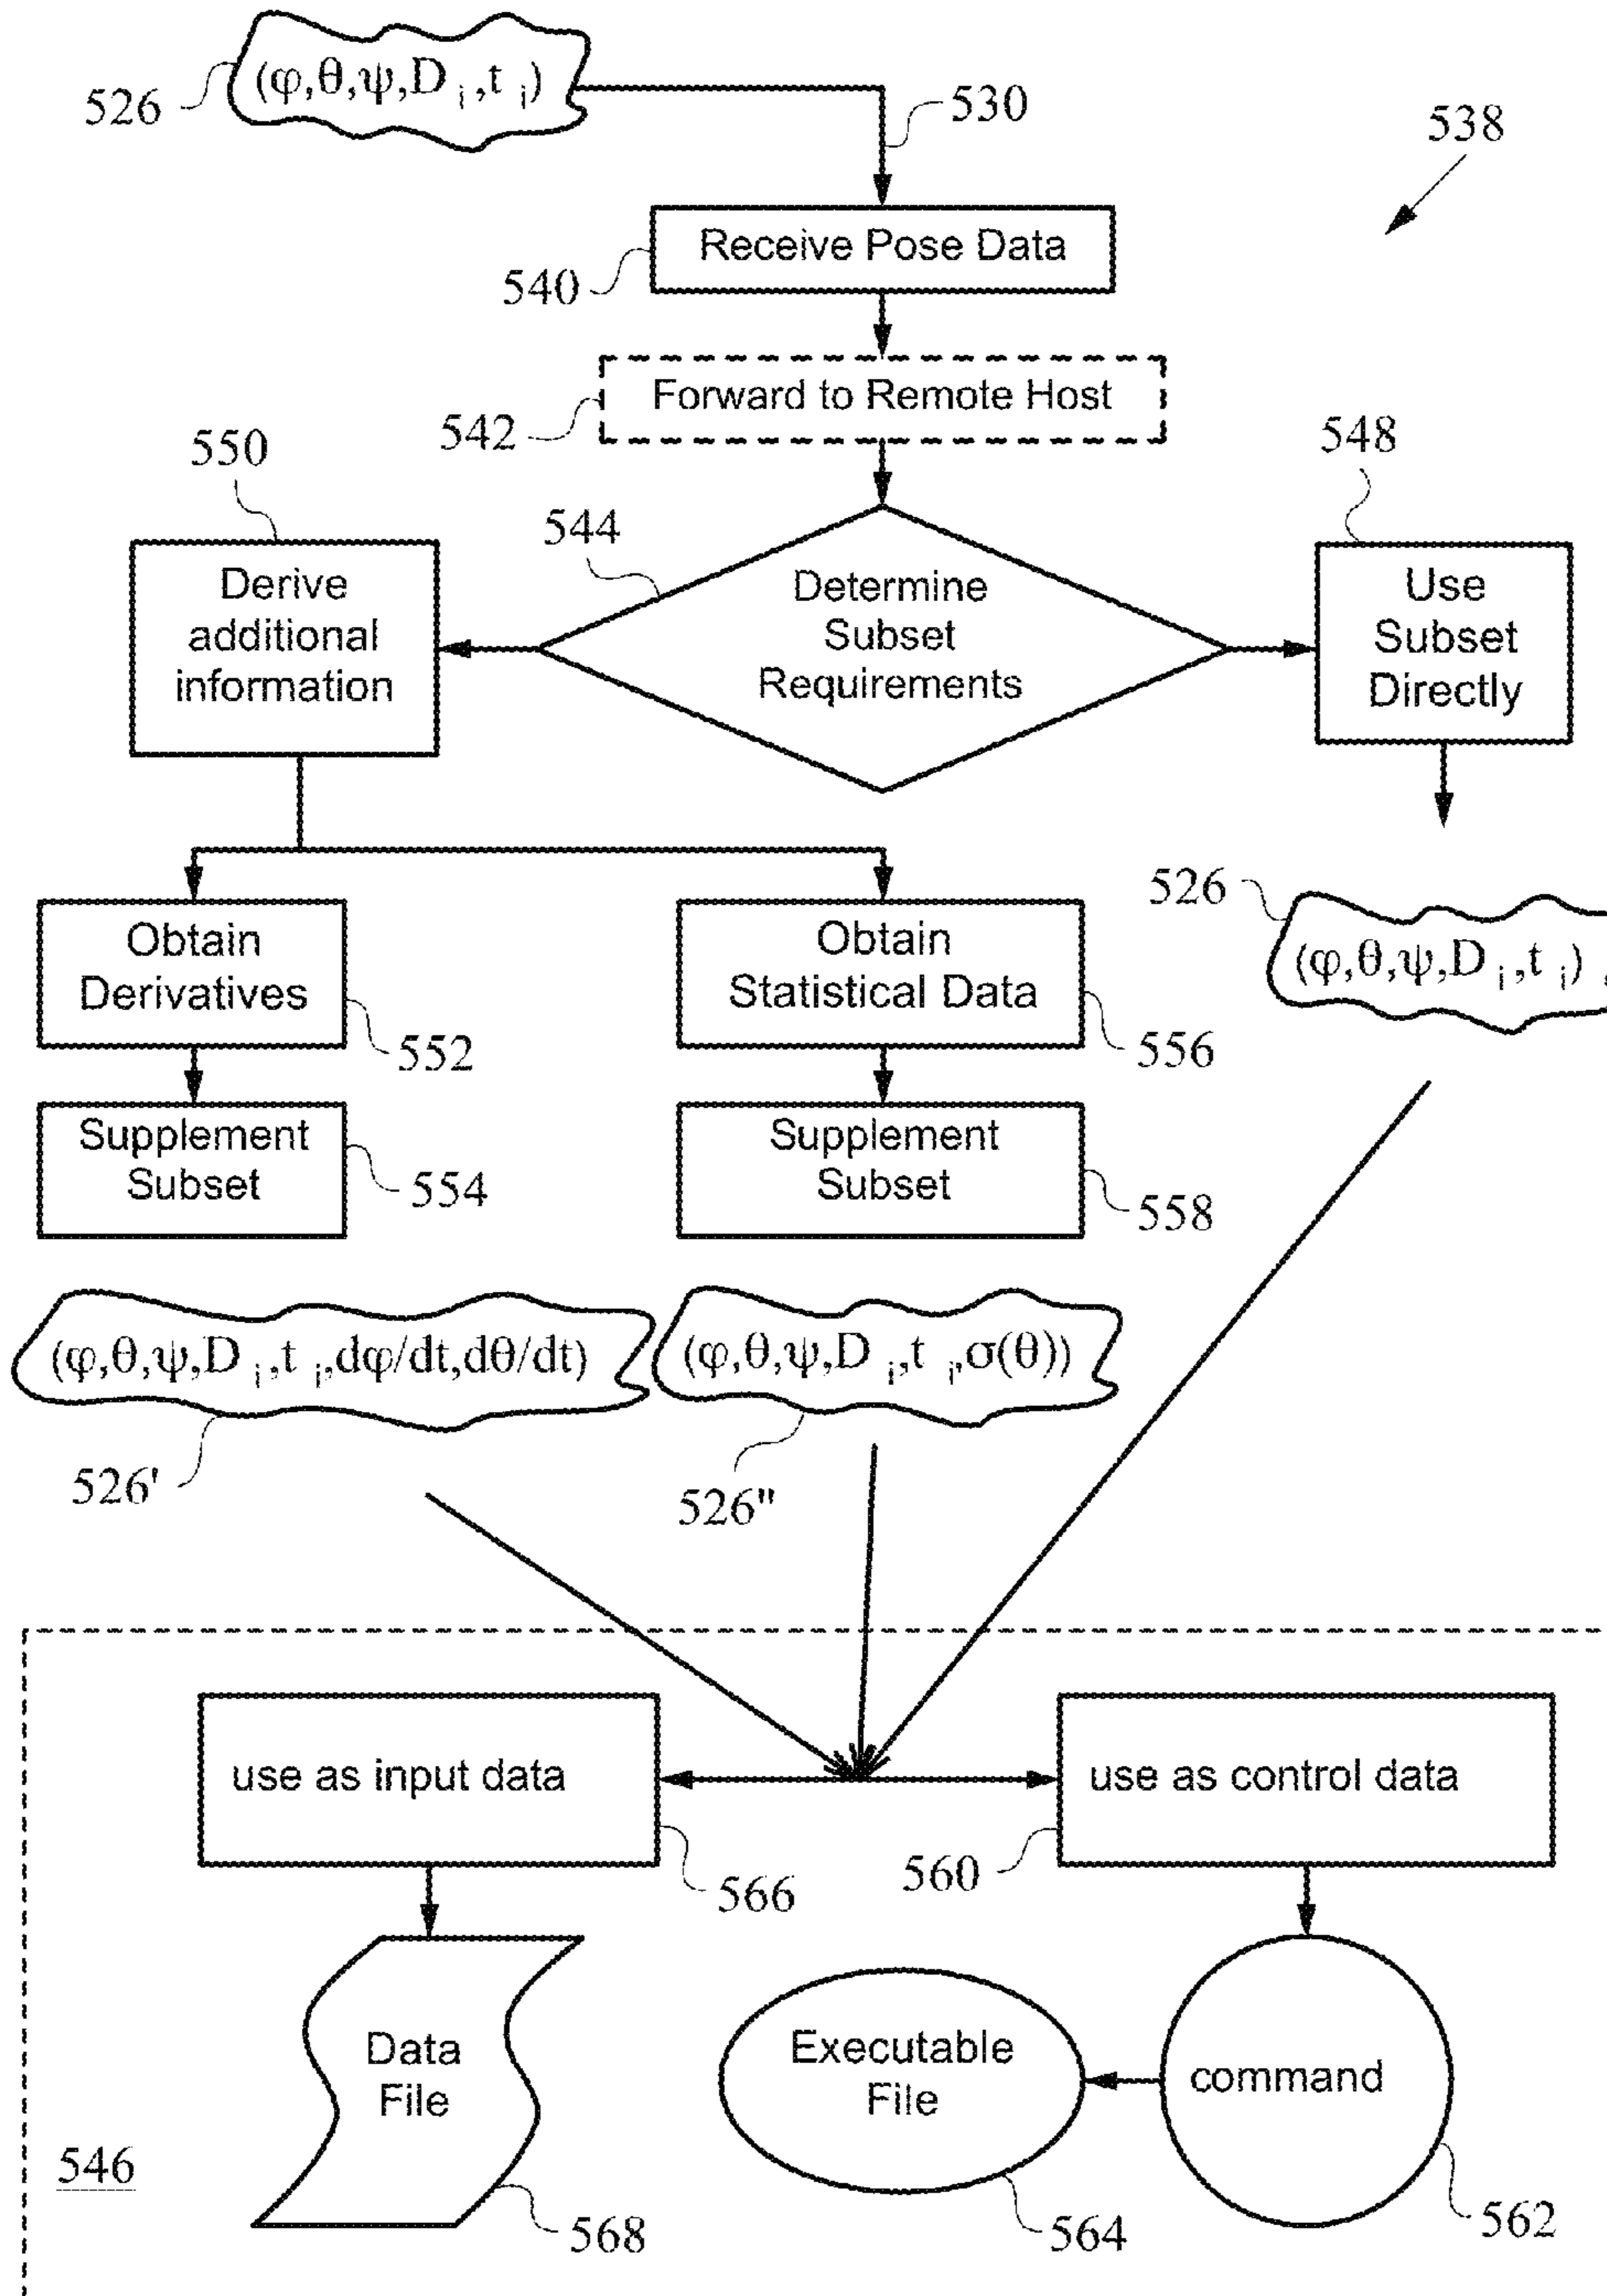 (φ,θ,ψ,D i,t i)
526
530
538
Receive Pose Data
540
Forward to Remote Host
542
550
544
548
Derive
additional
information
Determine
Subset
Requirements
Use
Subset
Directly
526
Obtain
Derivatives
552
Obtain
Statistical Data
556
(φ,θ,ψ,D i,t i)
Supplement
Subset
554
Supplement
Subset
558
(φ,θ,ψ,D i,t i,dφ/dt,dθ/dt)
(φ,θ,ψ,D i,t i,σ(θ))
526'
526"
use as input data
use as control data
566
560
Data
File
Executable
File
command
546
568
564
562